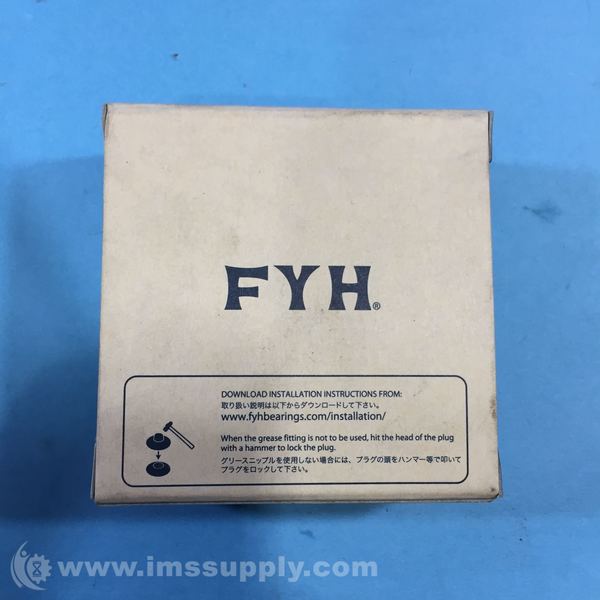 FYH®
DOWNLOAD INSTALLATION INSTRUCTIONS FROM:
取り扱い説明は以下からダウンロードして下さい。
www.fyhbearings.com/installation/
When the grease fitting is not to be used, hit the head of the plug
with a hammer to lock the plug.
グリースニップルを使用しない場合には、プラグの頭をハンマー等で叩いて
プラグをロックして下さい。
www.imssupply.com/